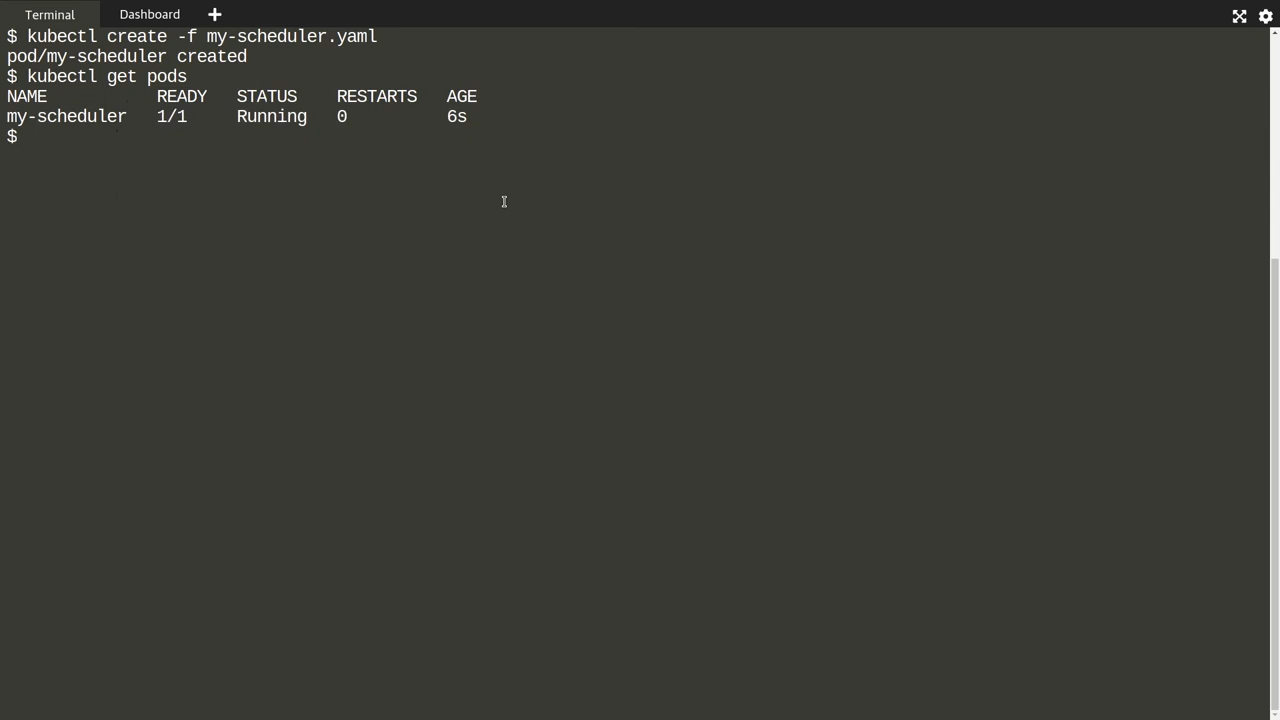 Terminal Dashboard
$ kubectl create -f my-scheduler.yaml
pod/my-scheduler created
$ kubectl get pods
NAME READY STATUS RESTARTS AGE
my-scheduler 1/1 Running 0 6s
$